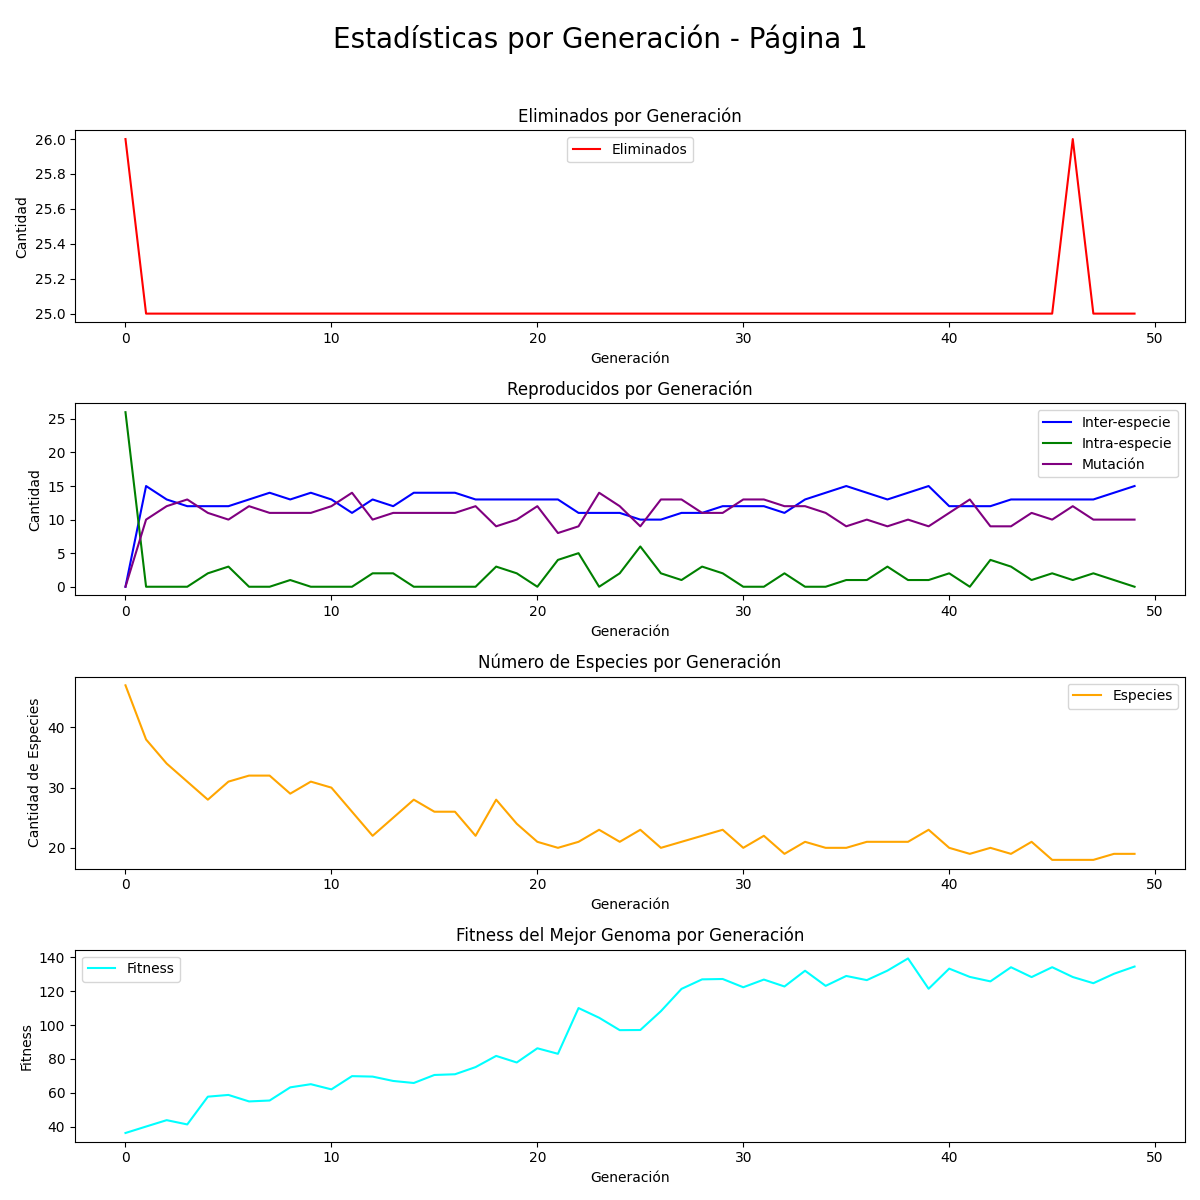 Estadísticas por Generación - Página 1
Eliminados por Generación
26.0
25.8
25.6
25.4
25.2
25.0
Cantidad
Eliminados
0 10 20 30 40 50
Generación
Reproducidos por Generación
25
20
15
10
5
0
Cantidad
Inter-especie
Intra-especie
Mutación
0 10 20 30 40 50
Generación
Número de Especies por Generación
40
30
20
Cantidad de Especies
Especies
0 10 20 30 40 50
Generación
Fitness del Mejor Genoma por Generación
140
120
100
80
60
40
Fitness
Fitness
0 10 20 30 40 50
Generación